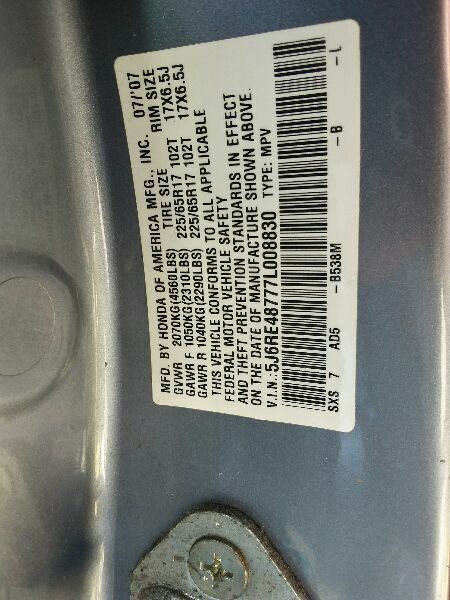 MFD. BY HONDA OF AMERICA MFG., INC. 07/'07
TIRE SIZE RIM SIZE
GVWR 2070KG(4560LBS)
GAWR F 1050KG(2310LBS) 225/65R17 102T 17X6.5J
GAWR R 1040KG(2290LBS) 225/65R17 102T 17X6.5J
THIS VEHICLE CONFORMS TO ALL APPLICABLE
FEDERAL MOTOR VEHICLE SAFETY
AND THEFT PREVENTION STANDARDS IN EFFECT
ON THE DATE OF MANUFACTURE SHOWN ABOVE.
V.I.N.:5J6RE48777L008830 TYPE: MPV
SXS 7 AD5 -B538M -B -L